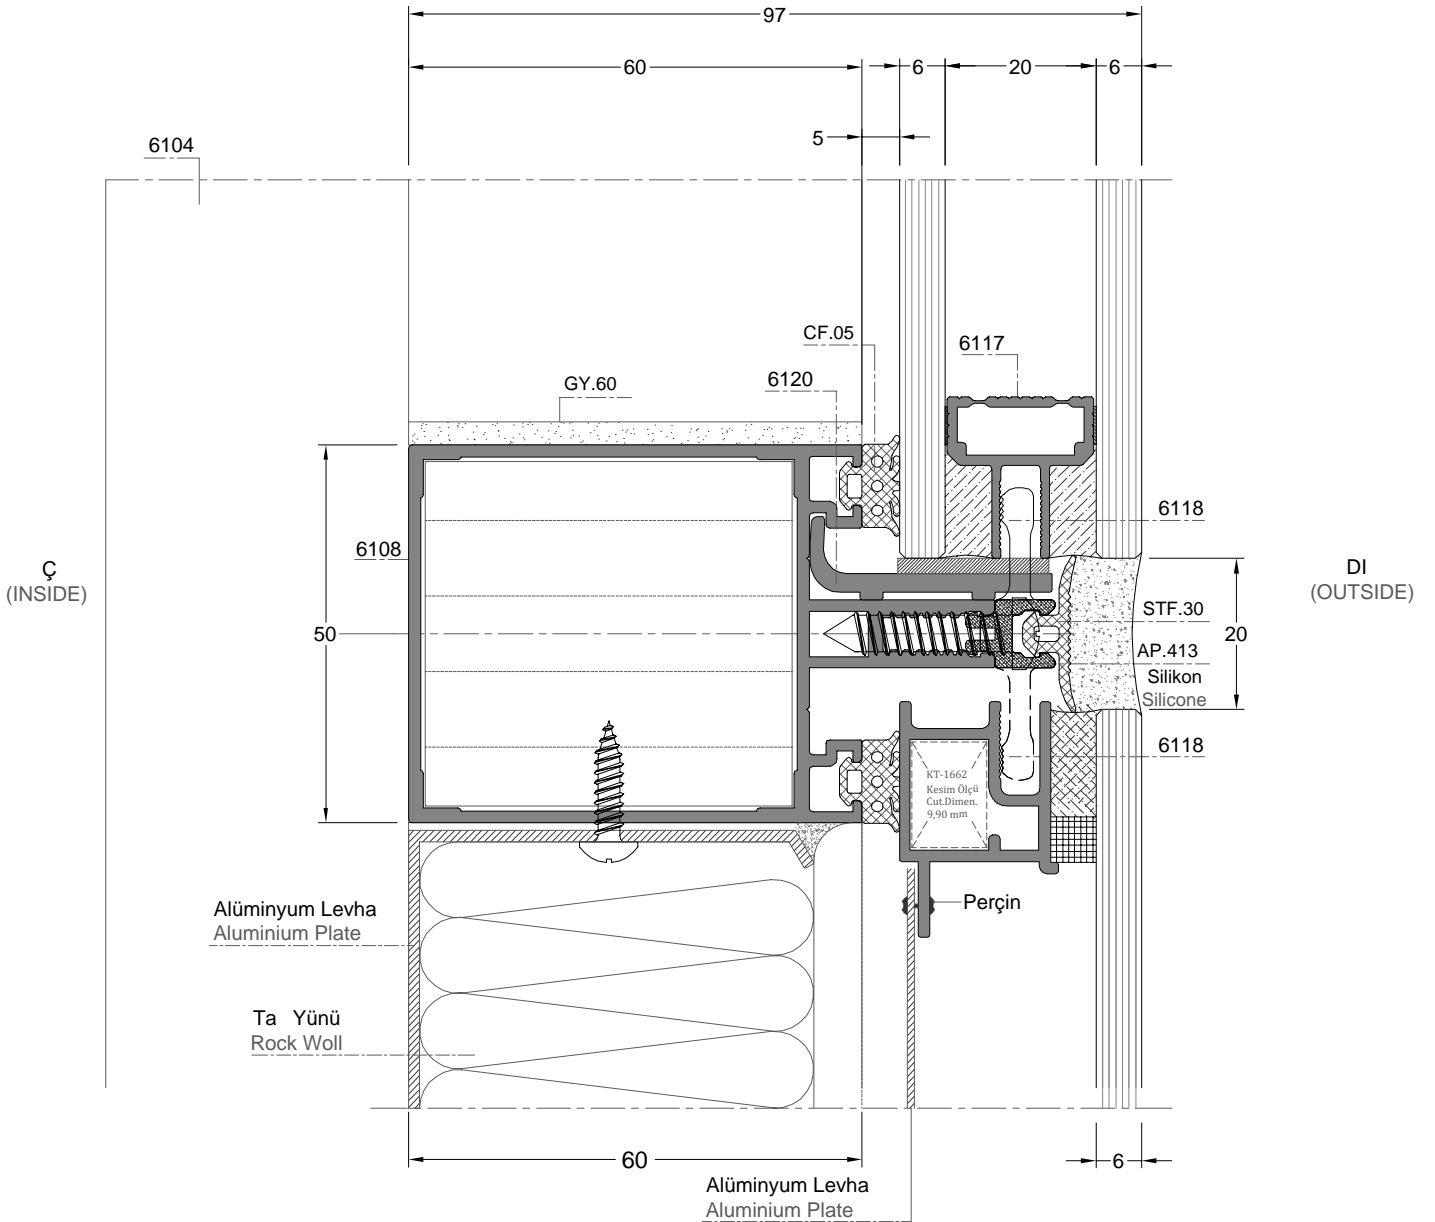 97
60
6
20
6
5
6104
CF.05
6117
GY.60
6120
6118
6108
Ç
(INSIDE)
DI
(OUTSIDE)
STF.30
50
20
AP.413
Silikon
Silicone
6118
KT-1662
Kesim Ölçü
Cut.Dimen.
9,90 mm
Perçin
Alüminyum Levha
Aluminium Plate
Ta Yünü
Rock Woll
60
6
Alüminyum Levha
Aluminium Plate